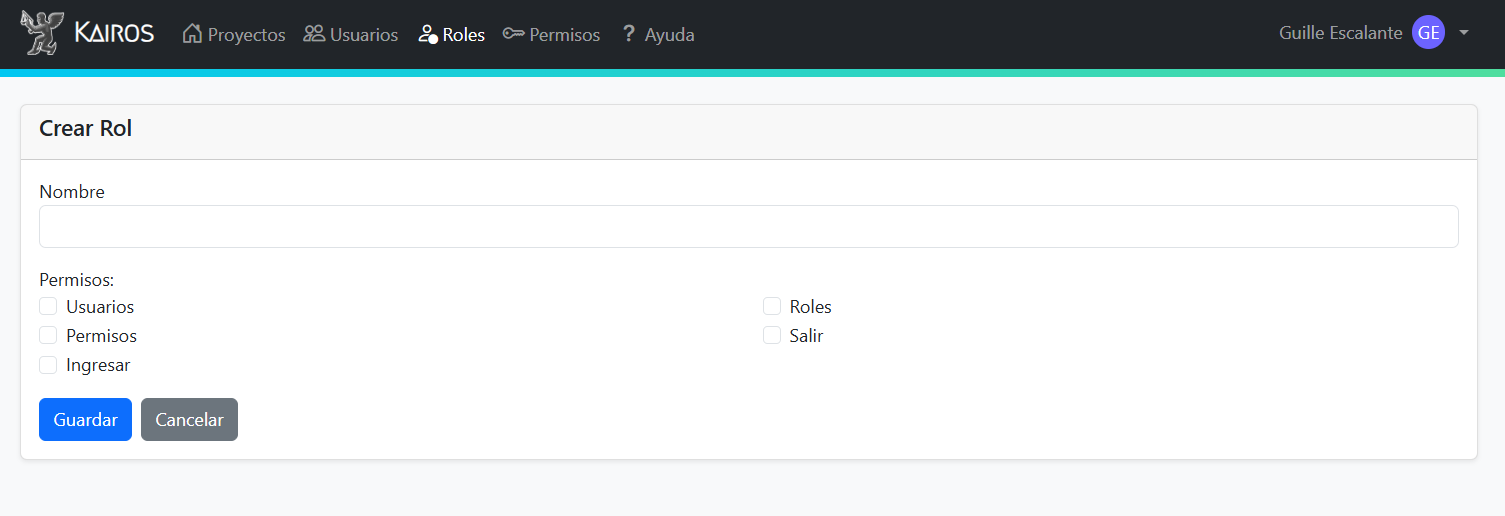 KAIROS Proyectos Usuarios Roles Permisos ? Ayuda Guille Escalante GE
Crear Rol
Nombre
Permisos:
Usuarios Roles
Permisos Salir
Ingresar
Guardar Cancelar